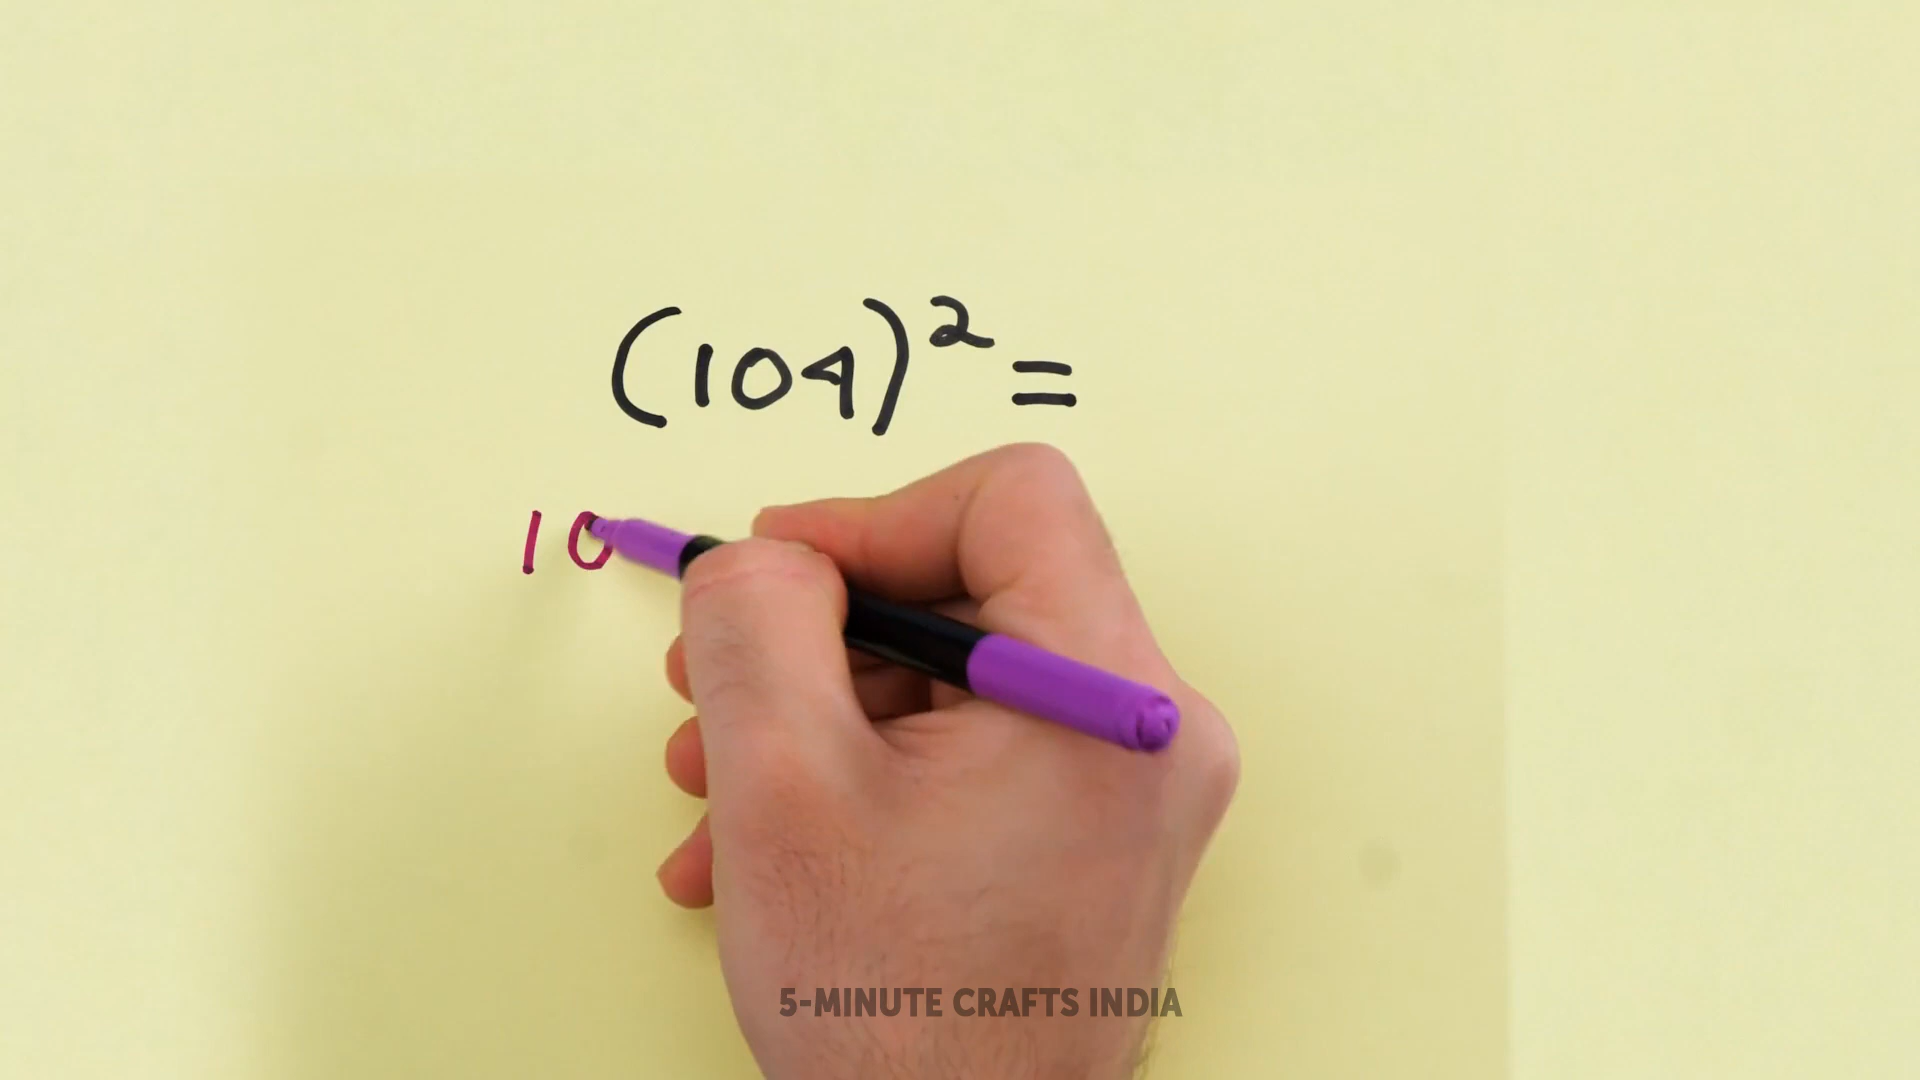 (104)² =
10
5-MINUTE CRAFTS INDIA